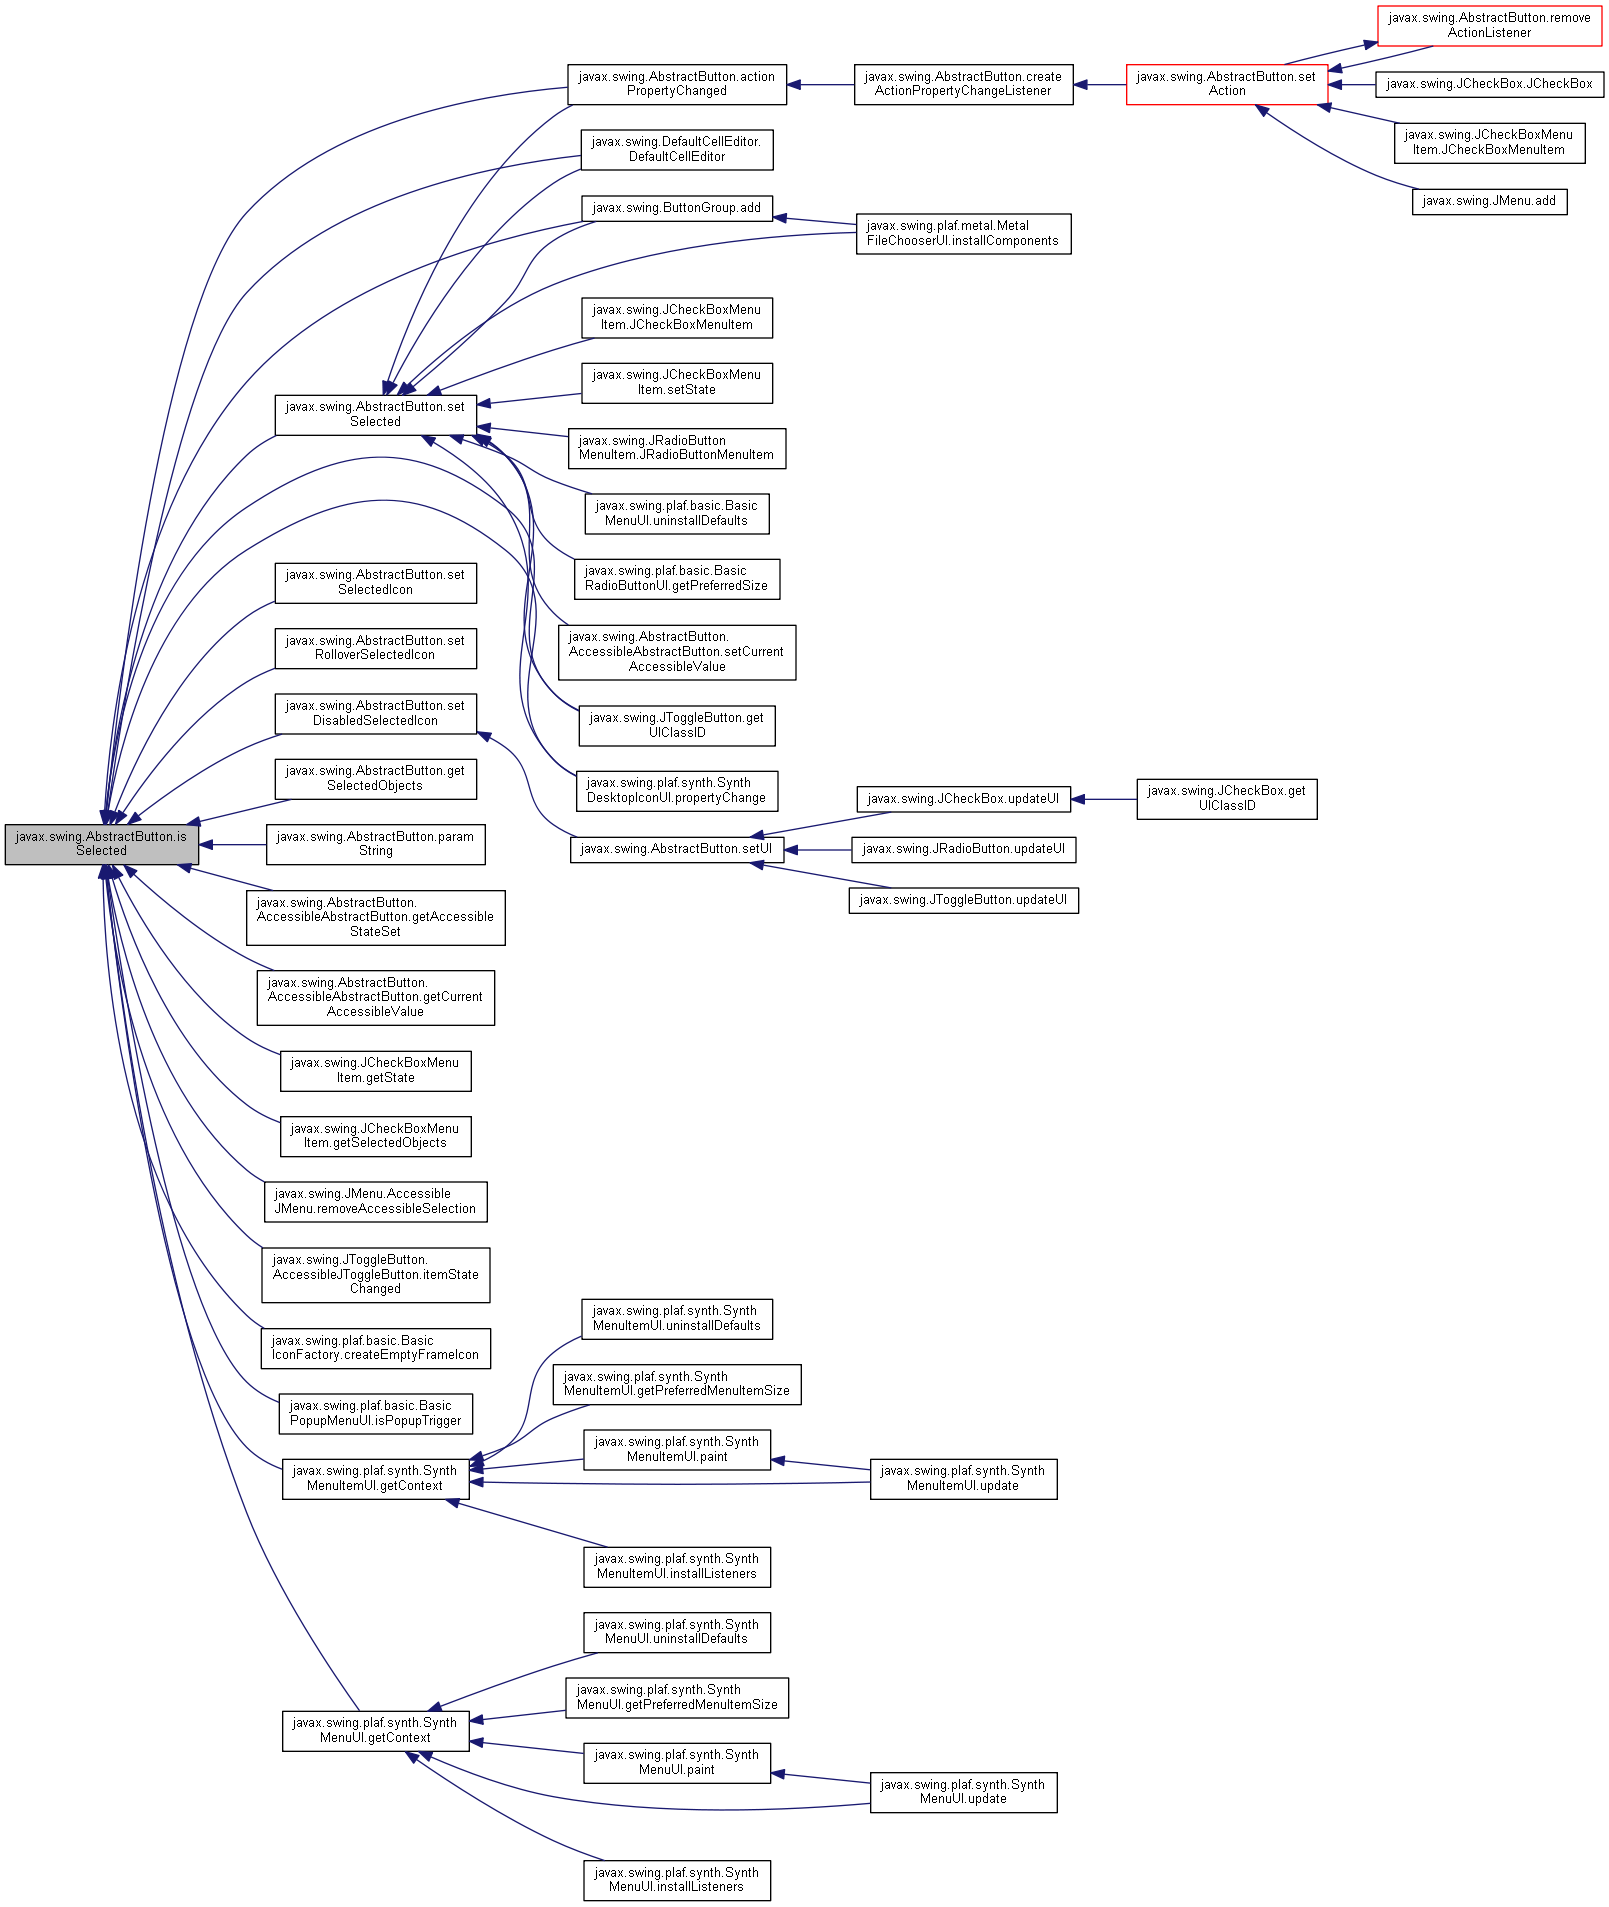 javax.swing.AbstractButton.remove
ActionListener
javax.swing.AbstractButton.action
PropertyChanged
javax.swing.AbstractButton.create
ActionPropertyChangeListener
javax.swing.AbstractButton.set
Action
javax.swing.JCheckBox.JCheckBox
javax.swing.JCheckBoxMenu
Item.JCheckBoxMenuItem
javax.swing.JMenu.add
javax.swing.DefaultCellEditor.
DefaultCellEditor
javax.swing.ButtonGroup.add
javax.swing.plaf.metal.Metal
FileChooserUI.installComponents
javax.swing.JCheckBoxMenu
Item.JCheckBoxMenuItem
javax.swing.JCheckBoxMenu
Item.setState
javax.swing.AbstractButton.set
Selected
javax.swing.JRadioButton
MenuItem.JRadioButtonMenuItem
javax.swing.plaf.basic.Basic
MenuUI.uninstallDefaults
javax.swing.plaf.basic.Basic
RadioButtonUI.getPreferredSize
javax.swing.AbstractButton.set
SelectedIcon
javax.swing.AbstractButton.
AccessibleAbstractButton.setCurrent
AccessibleValue
javax.swing.AbstractButton.set
RolloverSelectedIcon
javax.swing.AbstractButton.set
DisabledSelectedIcon
javax.swing.JToggleButton.get
UIClassID
javax.swing.AbstractButton.get
SelectedObjects
javax.swing.plaf.synth.Synth
DesktopIconUI.propertyChange
javax.swing.JCheckBox.updateUI
javax.swing.JCheckBox.get
UIClassID
javax.swing.AbstractButton.is
Selected
javax.swing.AbstractButton.param
String
javax.swing.AbstractButton.setUI
javax.swing.JRadioButton.updateUI
javax.swing.JToggleButton.updateUI
javax.swing.AbstractButton.
AccessibleAbstractButton.getAccessible
StateSet
javax.swing.AbstractButton.
AccessibleAbstractButton.getCurrent
AccessibleValue
javax.swing.JCheckBoxMenu
Item.getState
javax.swing.JCheckBoxMenu
Item.getSelectedObjects
javax.swing.JMenu.Accessible
JMenu.removeAccessibleSelection
javax.swing.JToggleButton.
AccessibleJToggleButton.itemState
Changed
javax.swing.plaf.basic.Basic
IconFactory.createEmptyFrameIcon
javax.swing.plaf.basic.Basic
PopupMenuUI.isPopupTrigger
javax.swing.plaf.synth.Synth
MenuItemUI.uninstallDefaults
javax.swing.plaf.synth.Synth
MenuItemUI.getPreferredMenuItemSize
javax.swing.plaf.synth.Synth
MenuItemUI.paint
javax.swing.plaf.synth.Synth
MenuItemUI.getContext
javax.swing.plaf.synth.Synth
MenuItemUI.update
javax.swing.plaf.synth.Synth
MenuItemUI.installListeners
javax.swing.plaf.synth.Synth
MenuUI.uninstallDefaults
javax.swing.plaf.synth.Synth
MenuUI.getPreferredMenuItemSize
javax.swing.plaf.synth.Synth
MenuUI.getContext
javax.swing.plaf.synth.Synth
MenuUI.paint
javax.swing.plaf.synth.Synth
MenuUI.update
javax.swing.plaf.synth.Synth
MenuUI.installListeners